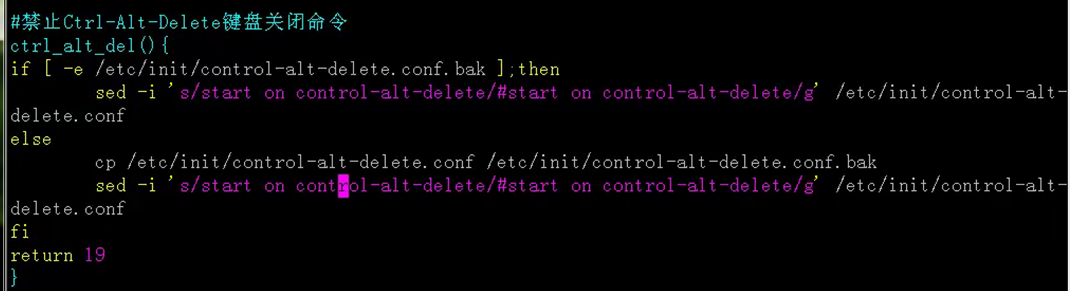 #禁止Ctrl-Alt-Delete键盘关闭命令
ctrl_alt_del(){
if [ -e /etc/init/control-alt-delete.conf.bak ];then
        sed -i 's/start on control-alt-delete/#start on control-alt-delete/g' /etc/init/control-alt-
delete.conf
else
        cp /etc/init/control-alt-delete.conf /etc/init/control-alt-delete.conf.bak
        sed -i 's/start on control-alt-delete/#start on control-alt-delete/g' /etc/init/control-alt-
delete.conf
fi
return 19
}